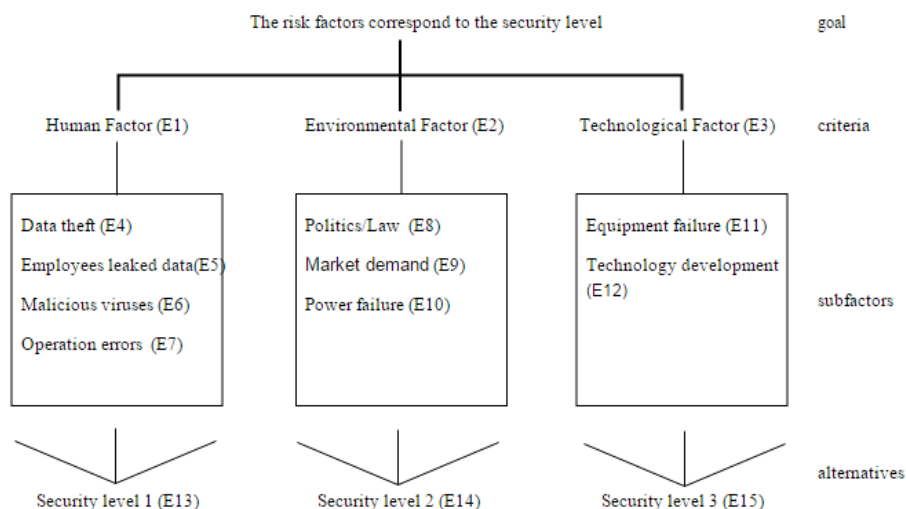 The risk factors correspond to the security level
goal
Human Factor (E1)
Environmental Factor (E2)
Technological Factor (E3)
criteria
Data theft (E4)
Employees leaked data(E5)
Malicious viruses (E6)
Operation errors (E7)
Politics/Law (E8)
Market demand (E9)
Power failure (E10)
Equipment failure (E11)
Technology development
(E12)
subfactors
alternatives
Security level 1 (E13)
Security level 2 (E14)
Security level 3 (E15)